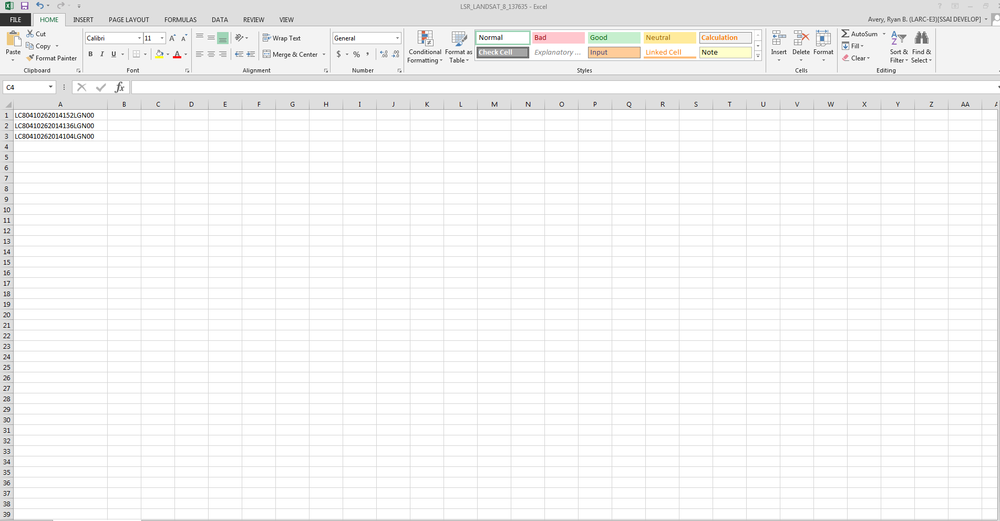 LSR_LANDSAT_8_137635 - Excel
FILE HOME INSERT PAGE LAYOUT FORMULAS DATA REVIEW VIEW
Avery, Ryan B. (LARC-E3)[SSAI DEVELOP]
Paste
Cut
Copy
Format Painter
Clipboard
Calibri 11
B I U
Font
Wrap Text
Merge & Center
Alignment
General
$ % ,
Number
Conditional Formatting
Format as Table
Normal Bad Good Neutral Calculation
Check Cell Explanatory ... Input Linked Cell Note
Styles
Insert Delete Format
Cells
AutoSum
Fill
Clear
Sort & Filter
Find & Select
Editing
C4
fx
A B C D E F G H I J K L M N O P Q R S T U V W X Y Z AA
1 LC80410262014152LGN00
2 LC80410262014136LGN00
3 LC80410262014104LGN00
4
5
6
7
8
9
10
11
12
13
14
15
16
17
18
19
20
21
22
23
24
25
26
27
28
29
30
31
32
33
34
35
36
37
38
39